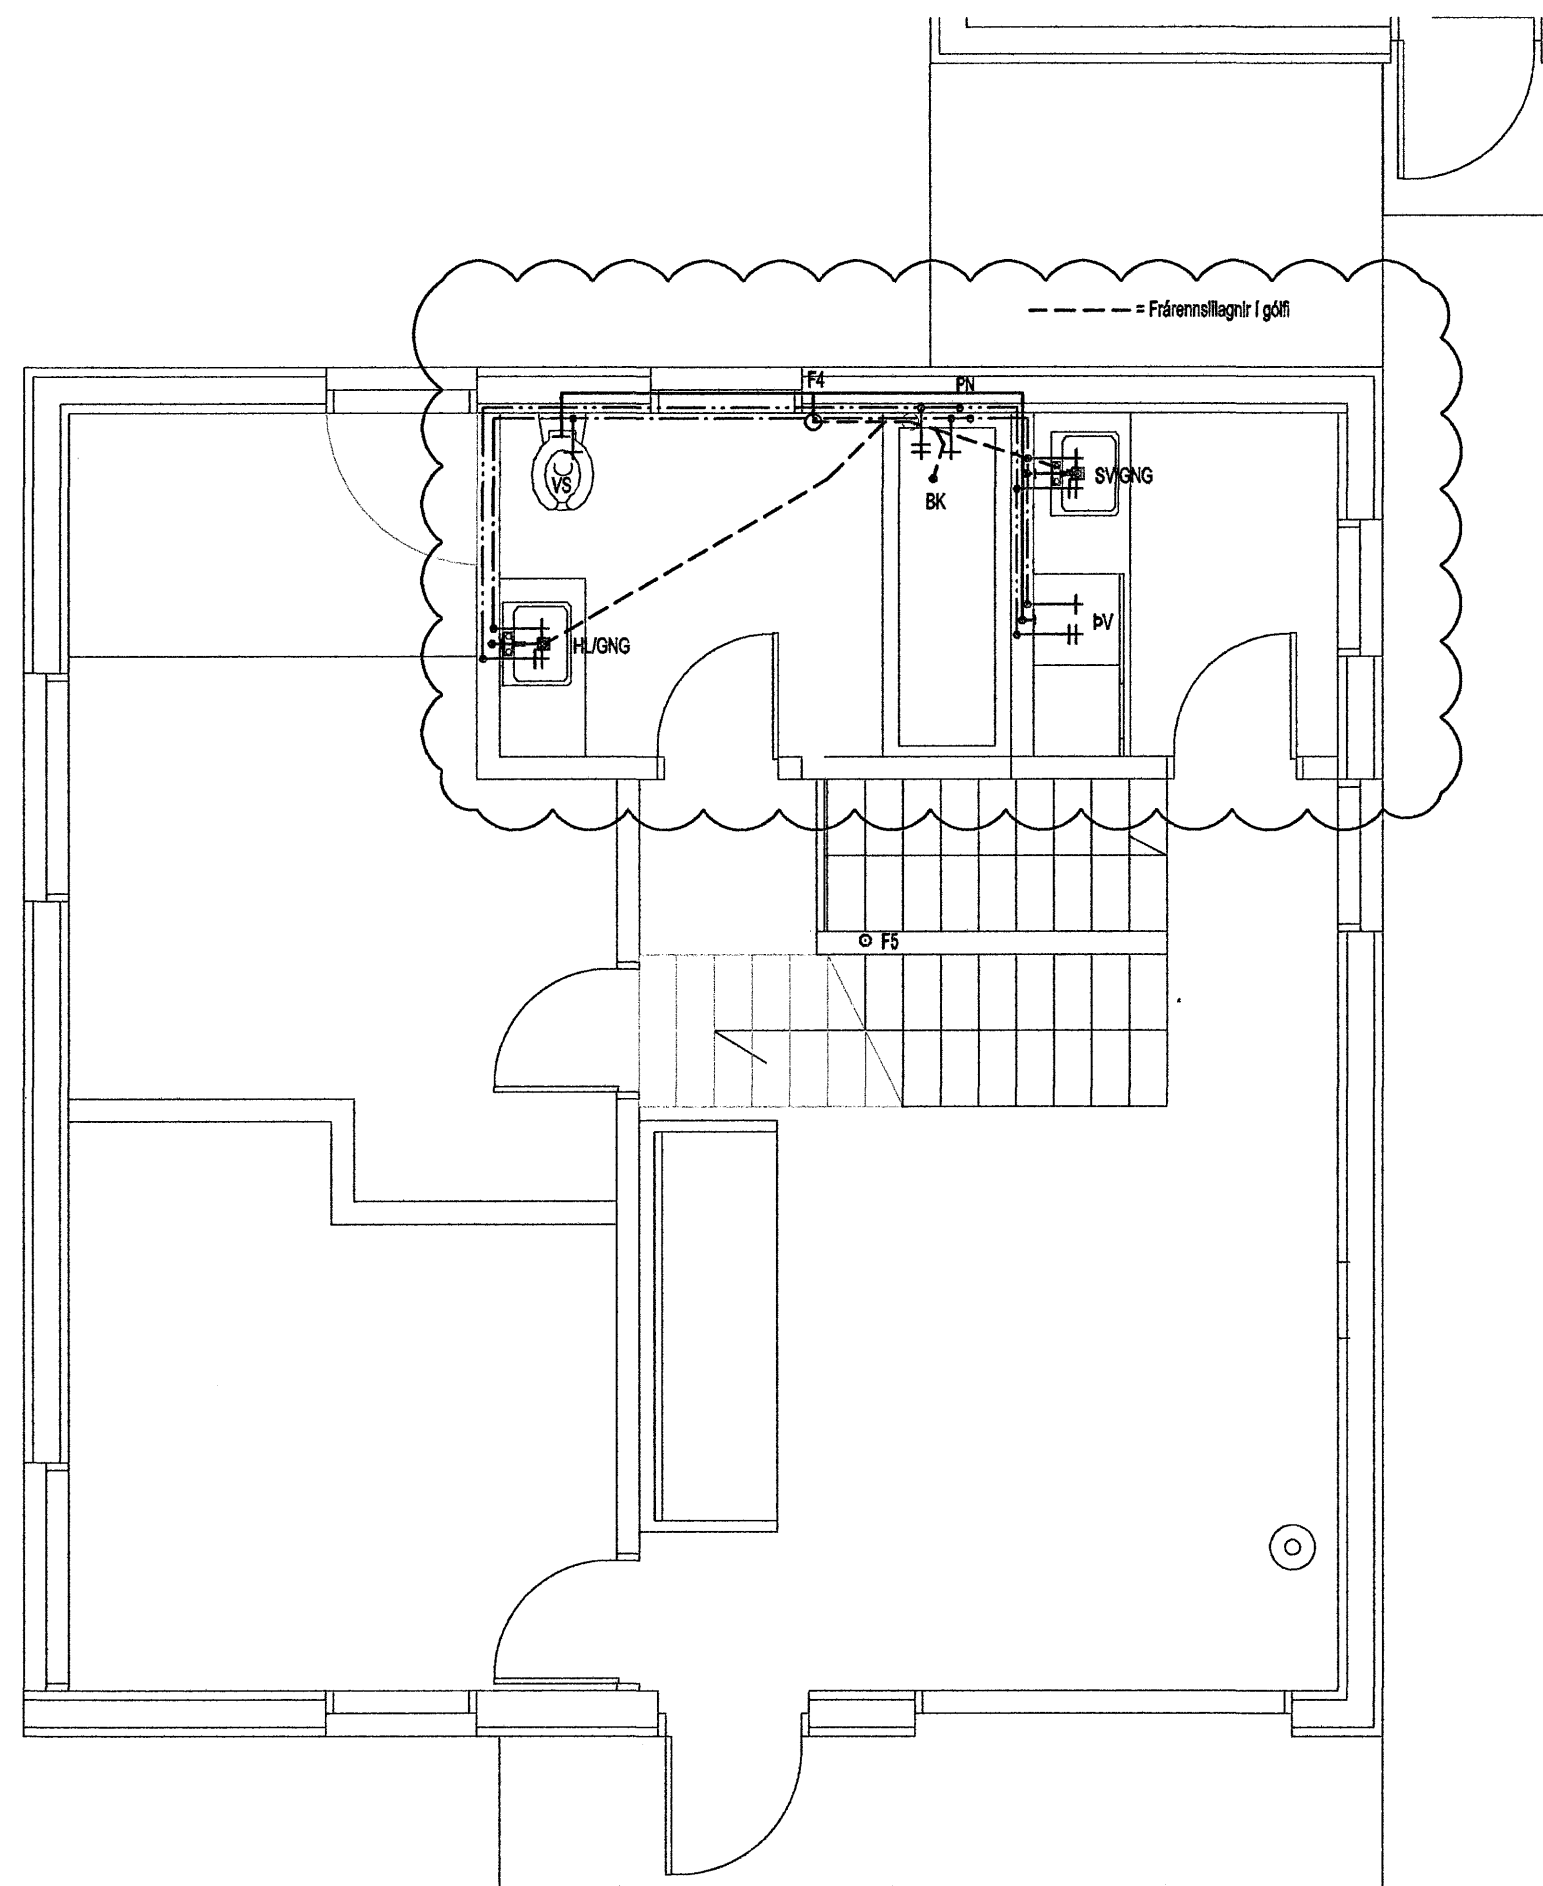 = Frárennslilagnir í gólfi
F4
PN
VS
BK
SV/GNG
HL/GNG
ÞV
F5